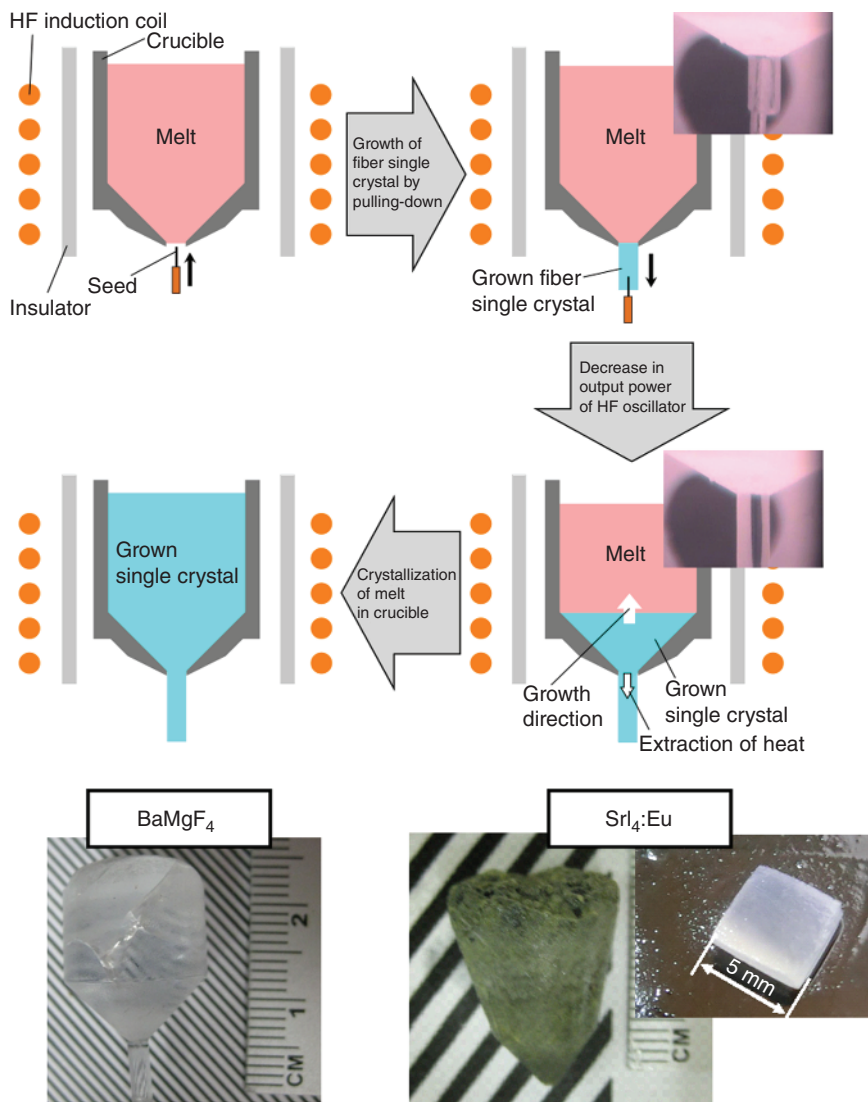 HF induction coil
Crucible
Melt
Growth of
fiber single
crystal by
pulling-down
Melt
Seed
Insulator
Grown fiber
single crystal
Decrease in
output power
of HF oscillator
Grown
single crystal
Crystallization
of melt
in crucible
Melt
Growth
direction
Grown
single crystal
Extraction of heat
BaMgF₄
SrI₄:Eu
2
1
CM
CM
5 mm